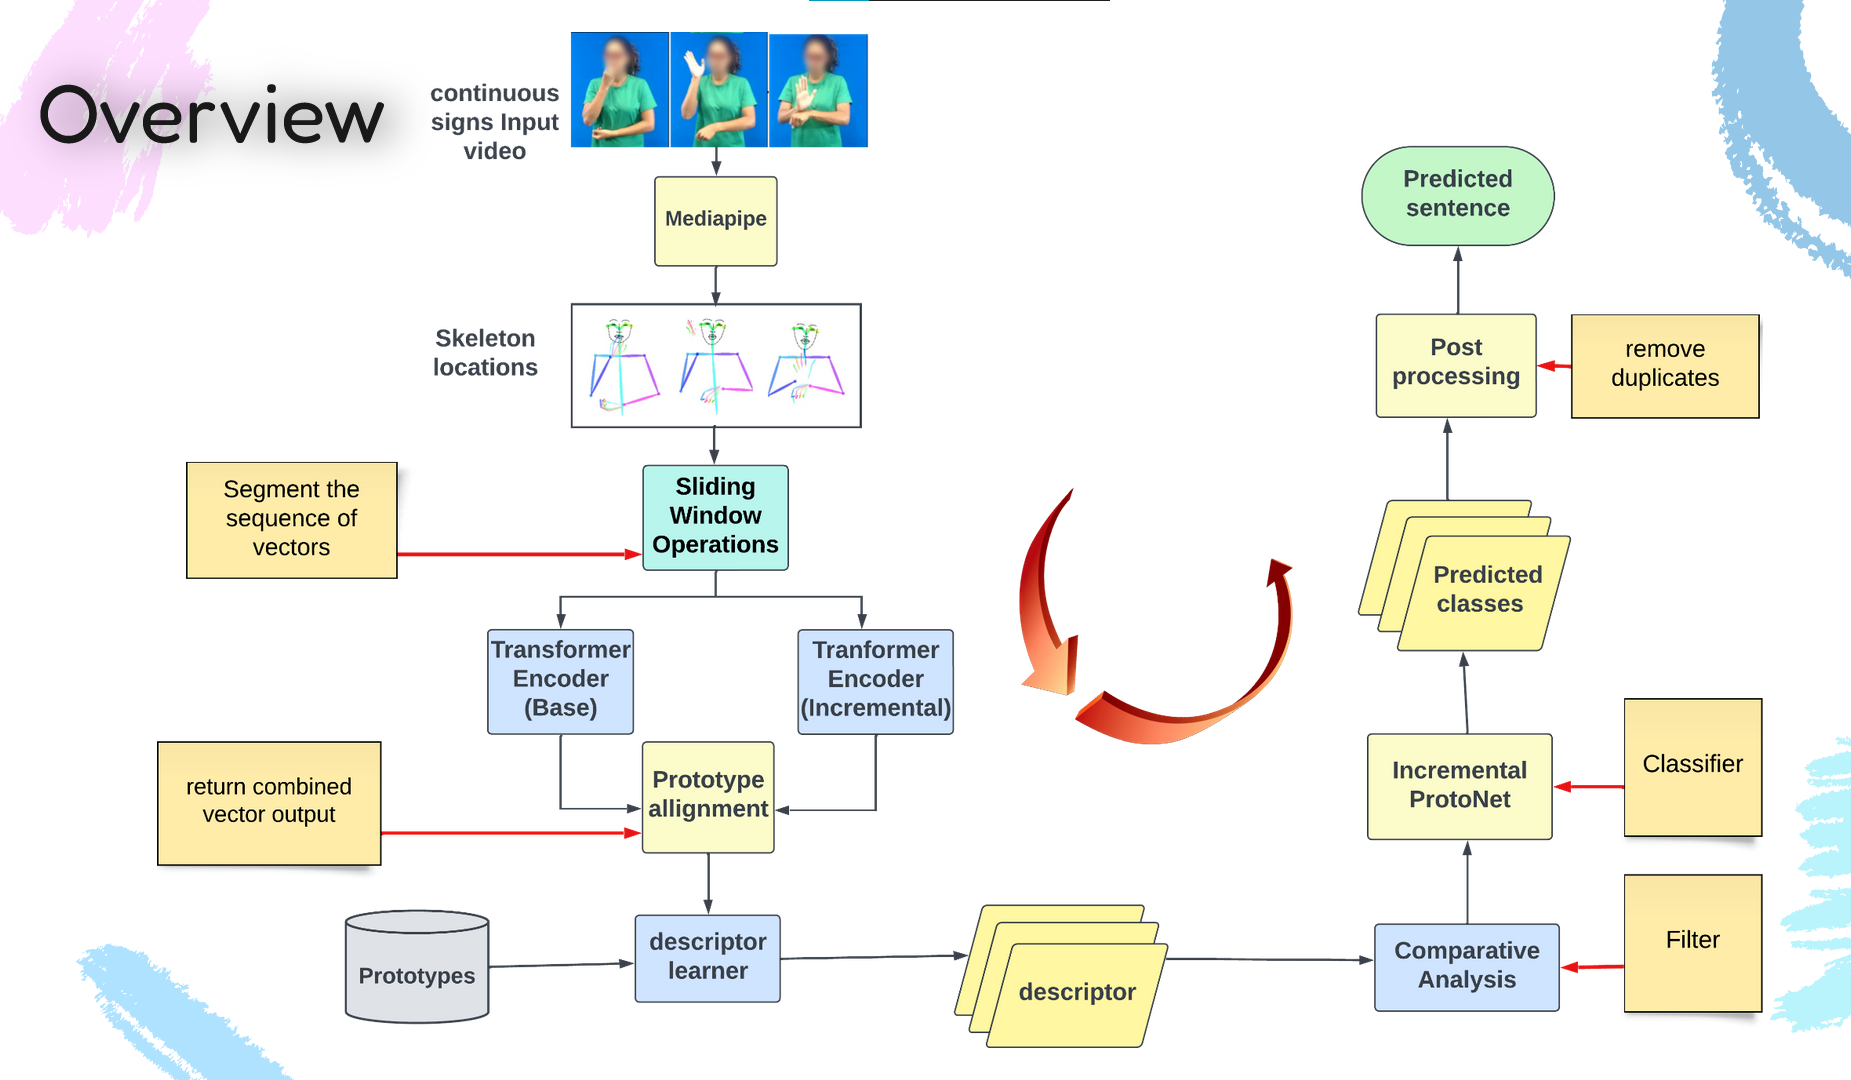 Overview
continuous
signs Input
video
Mediapipe
Skeleton
locations
Segment the
sequence of
vectors
Sliding
Window
Operations
Transformer
Encoder
(Base)
Tranformer
Encoder
(Incremental)
return combined
vector output
Prototype
allignment
Prototypes
descriptor
learner
descriptor
Comparative
Analysis
Filter
Incremental
ProtoNet
Classifier
Predicted
classes
Post
processing
remove
duplicates
Predicted
sentence